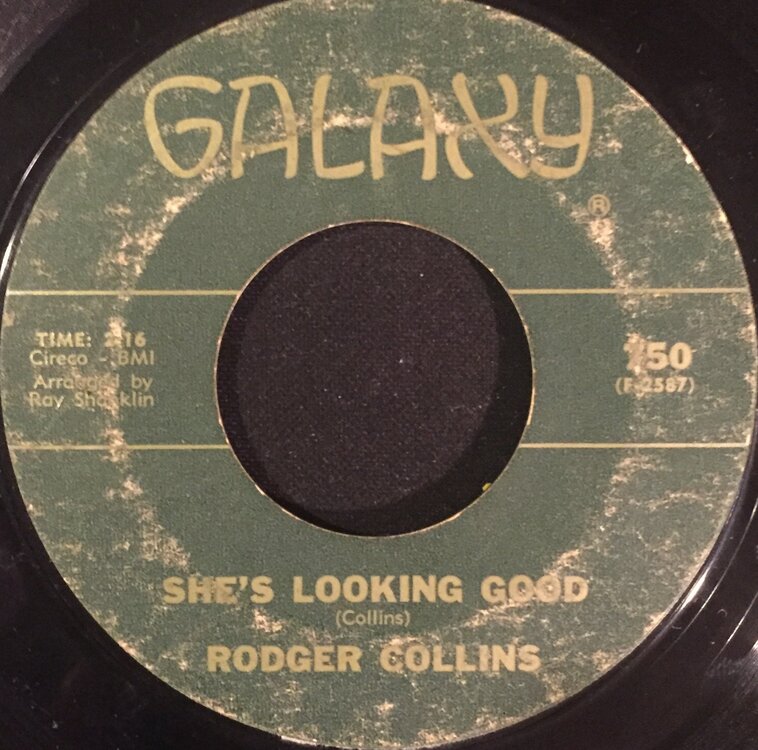 GALAXY
®
TIME: 2:16
Cireco - BMI
Arranged by
Ray Shanklin
750
(F-2587)
SHE'S LOOKING GOOD
(Collins)
RODGER COLLINS